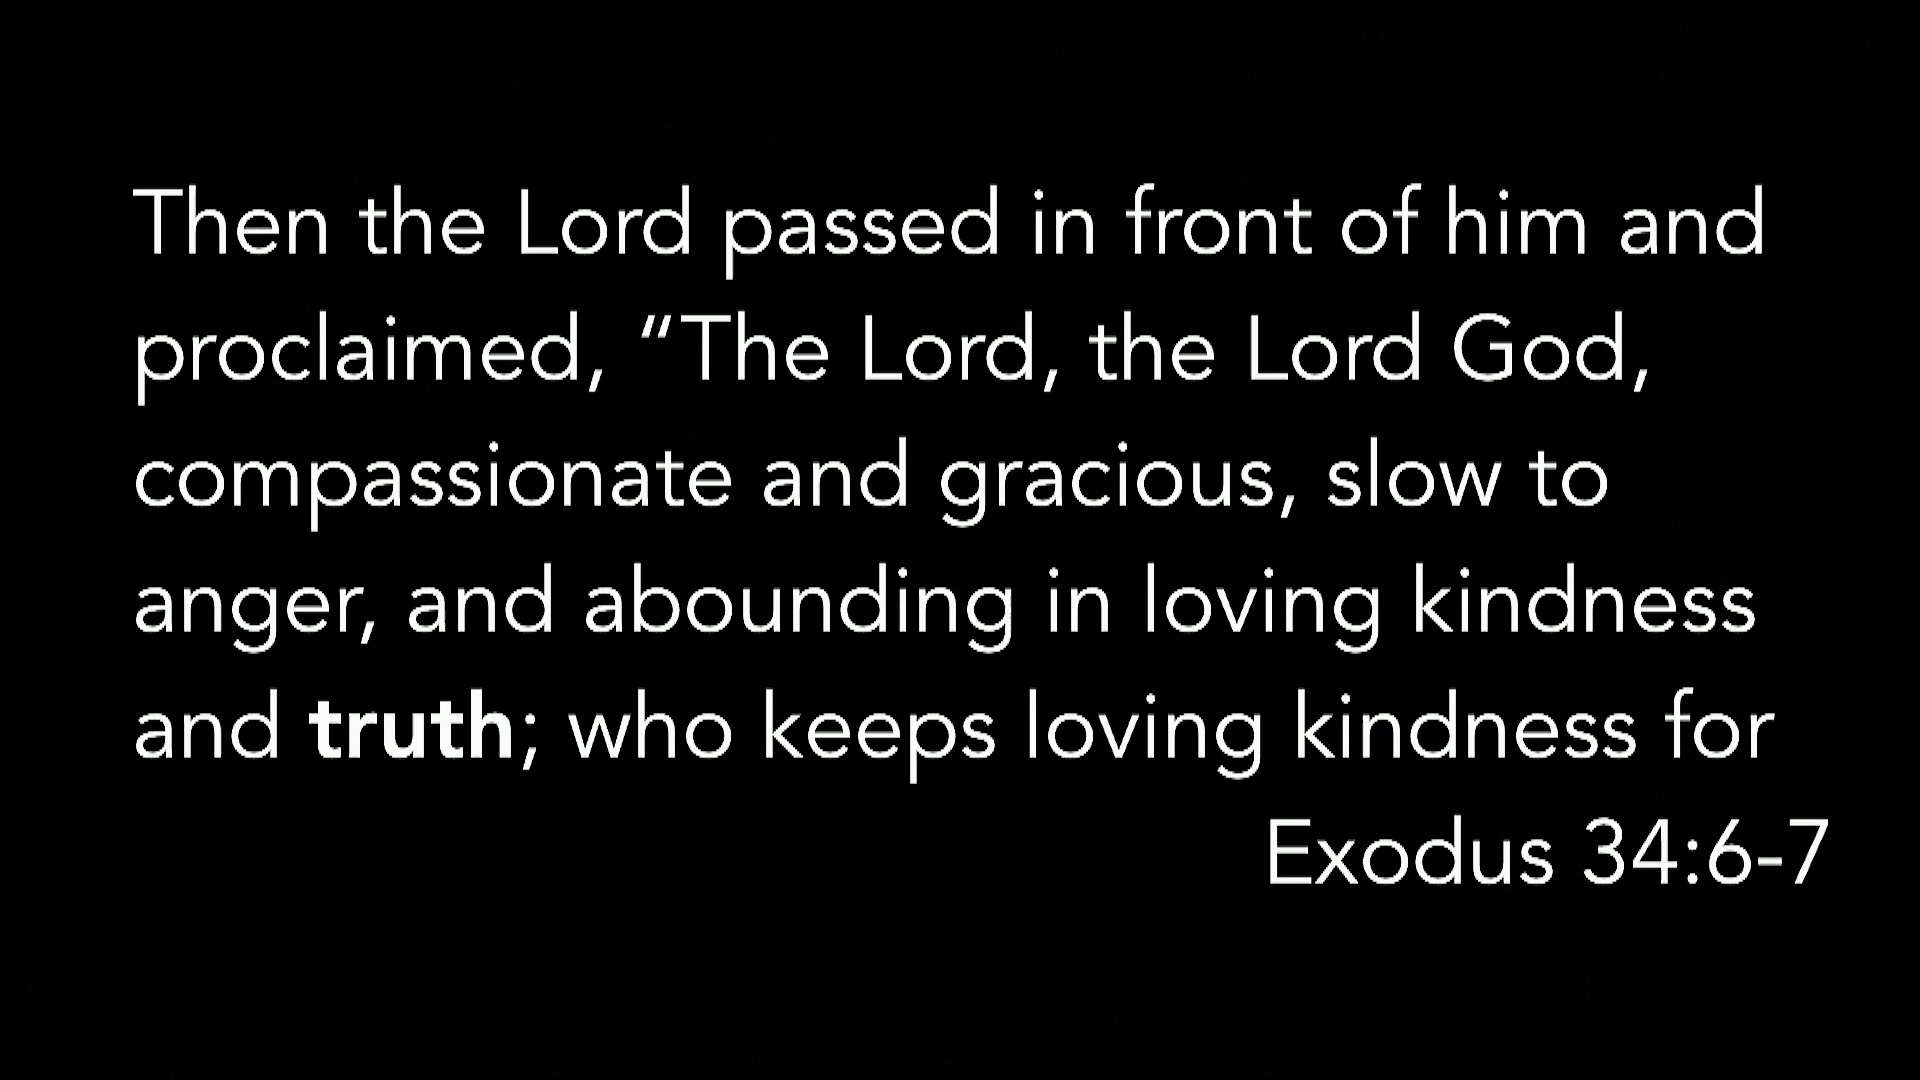 Then the Lord passed in front of him and
proclaimed, “The Lord, the Lord God,
compassionate and gracious, slow to
anger, and abounding in loving kindness
and truth; who keeps loving kindness for
Exodus 34:6-7